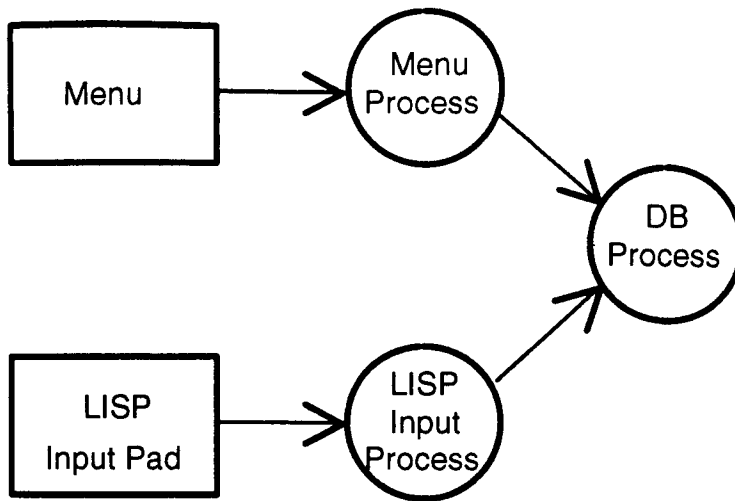 Menu
Menu
Process
DB
Process
LISP
Input Pad
LISP
Input
Process